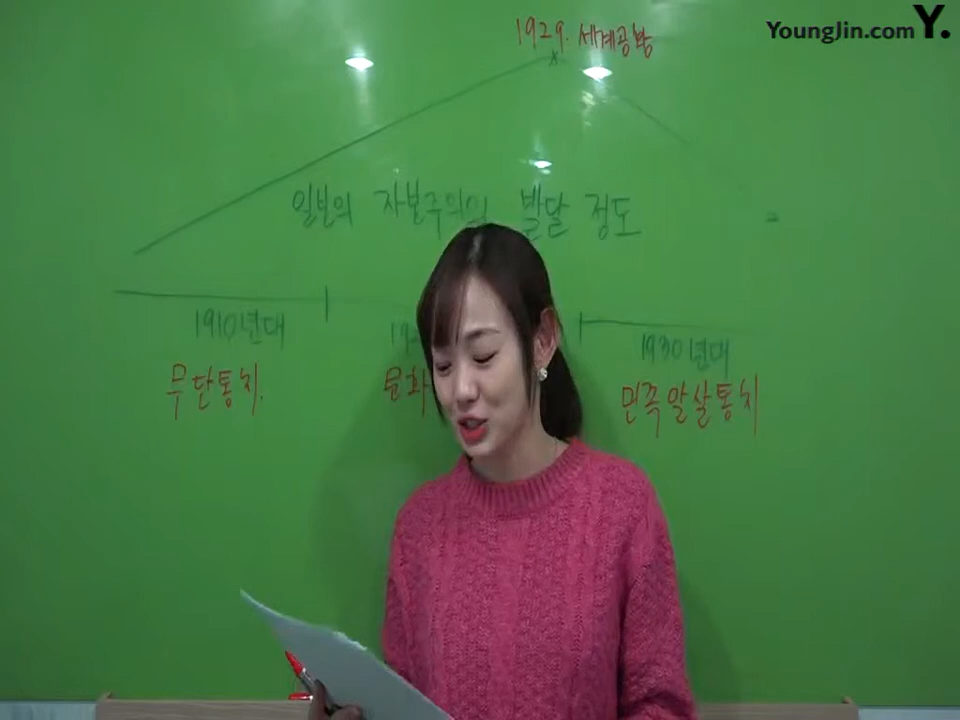 YoungJin.com Y.
1929. 세계공황
일본의 자본주의의 발달 정도
1910년대
1930년대
무단통치.
문화
민족말살통치